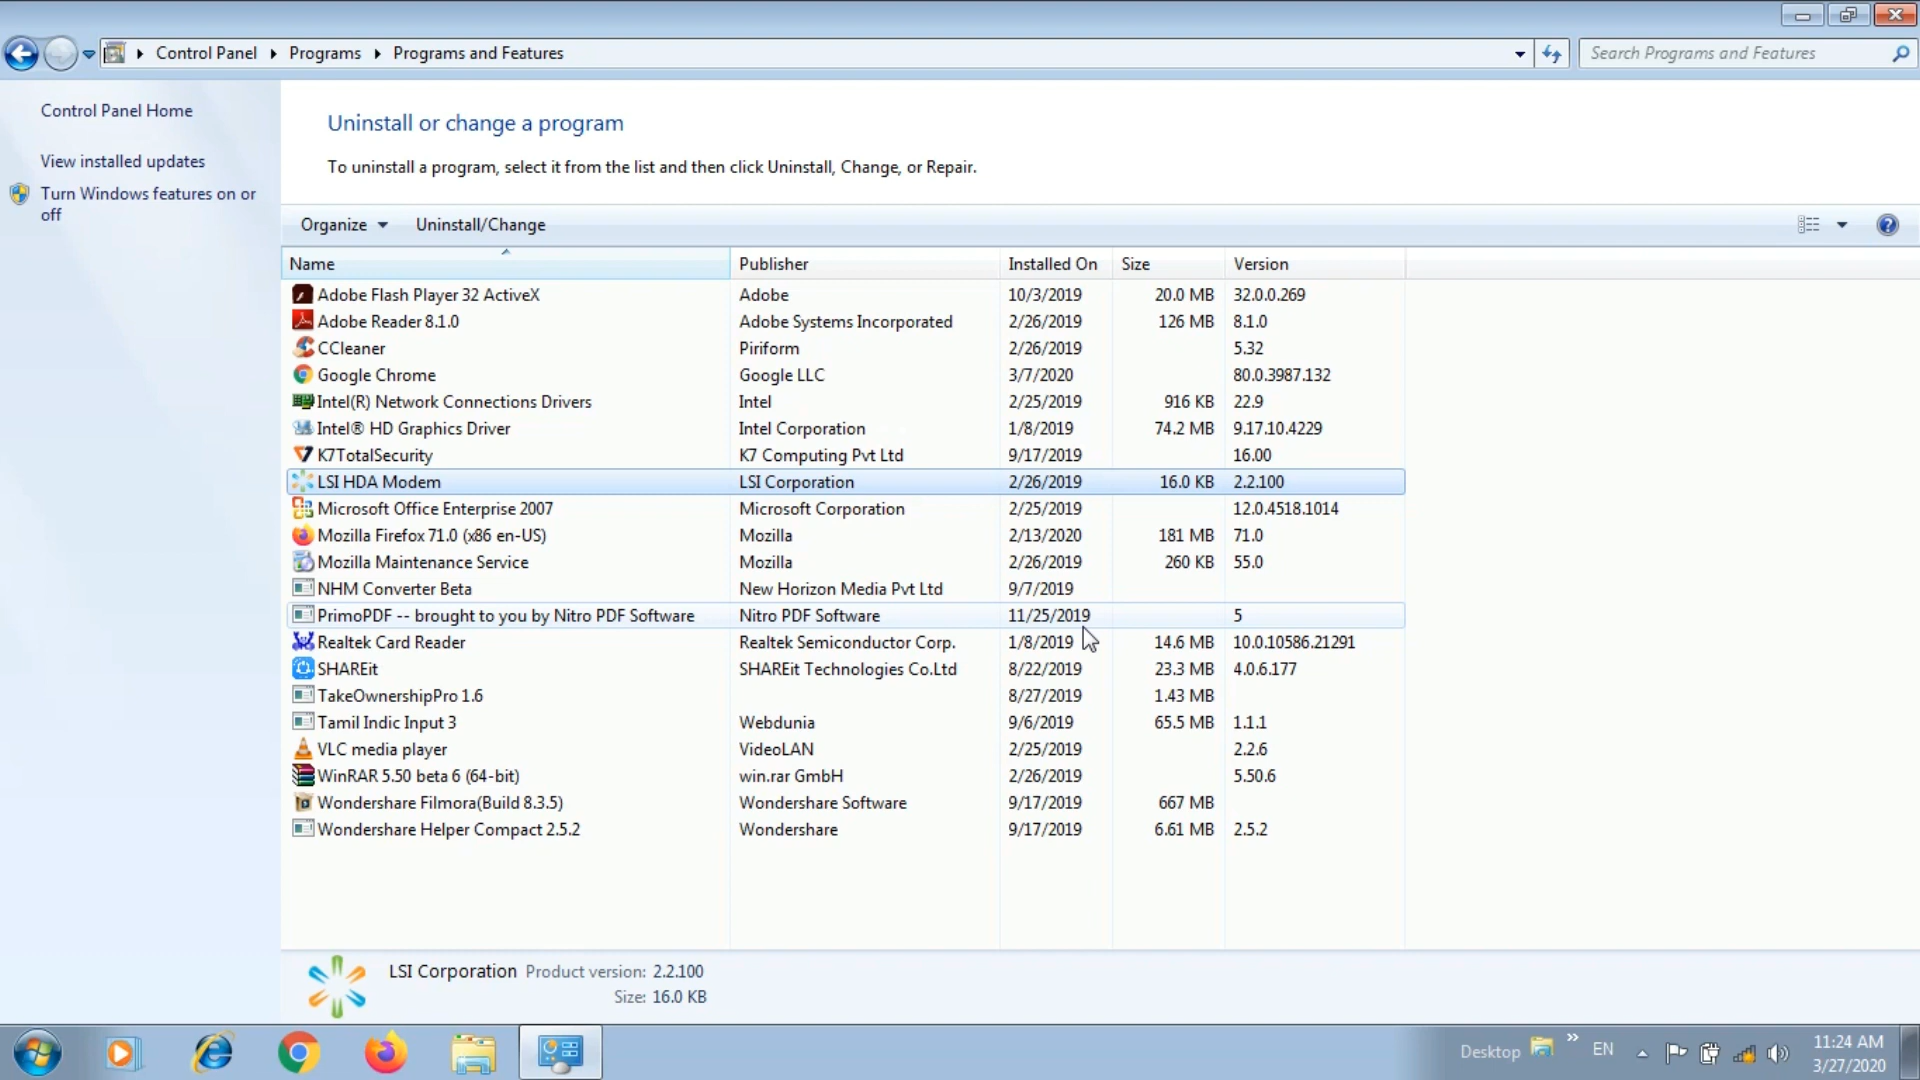 Control Panel Programs Programs and Features
Search Programs and Features
Control Panel Home
View installed updates
Turn Windows features on or
off
Uninstall or change a program
To uninstall a program, select it from the list and then click Uninstall, Change, or Repair.
Organize Uninstall/Change
Name Publisher Installed On Size Version
Adobe Flash Player 32 ActiveX Adobe 10/3/2019 20.0 MB 32.0.0.269
Adobe Reader 8.1.0 Adobe Systems Incorporated 2/26/2019 126 MB 8.1.0
CCleaner Piriform 2/26/2019 5.32
Google Chrome Google LLC 3/7/2020 80.0.3987.132
Intel(R) Network Connections Drivers Intel 2/25/2019 916 KB 22.9
Intel® HD Graphics Driver Intel Corporation 1/8/2019 74.2 MB 9.17.10.4229
K7TotalSecurity K7 Computing Pvt Ltd 9/17/2019 16.00
LSI HDA Modem LSI Corporation 2/26/2019 16.0 KB 2.2.100
Microsoft Office Enterprise 2007 Microsoft Corporation 2/25/2019 12.0.4518.1014
Mozilla Firefox 71.0 (x86 en-US) Mozilla 2/13/2020 181 MB 71.0
Mozilla Maintenance Service Mozilla 2/26/2019 260 KB 55.0
NHM Converter Beta New Horizon Media Pvt Ltd 9/7/2019
PrimoPDF -- brought to you by Nitro PDF Software Nitro PDF Software 11/25/2019 5
Realtek Card Reader Realtek Semiconductor Corp. 1/8/2019 14.6 MB 10.0.10586.21291
SHAREit SHAREit Technologies Co.Ltd 8/22/2019 23.3 MB 4.0.6.177
TakeOwnershipPro 1.6 8/27/2019 1.43 MB
Tamil Indic Input 3 Webdunia 9/6/2019 65.5 MB 1.1.1
VLC media player VideoLAN 2/25/2019 2.2.6
WinRAR 5.50 beta 6 (64-bit) win.rar GmbH 2/26/2019 5.50.6
Wondershare Filmora(Build 8.3.5) Wondershare Software 9/17/2019 667 MB
Wondershare Helper Compact 2.5.2 Wondershare 9/17/2019 6.61 MB 2.5.2
LSI Corporation Product version: 2.2.100
Size: 16.0 KB
Desktop » EN 11:24 AM
3/27/2020